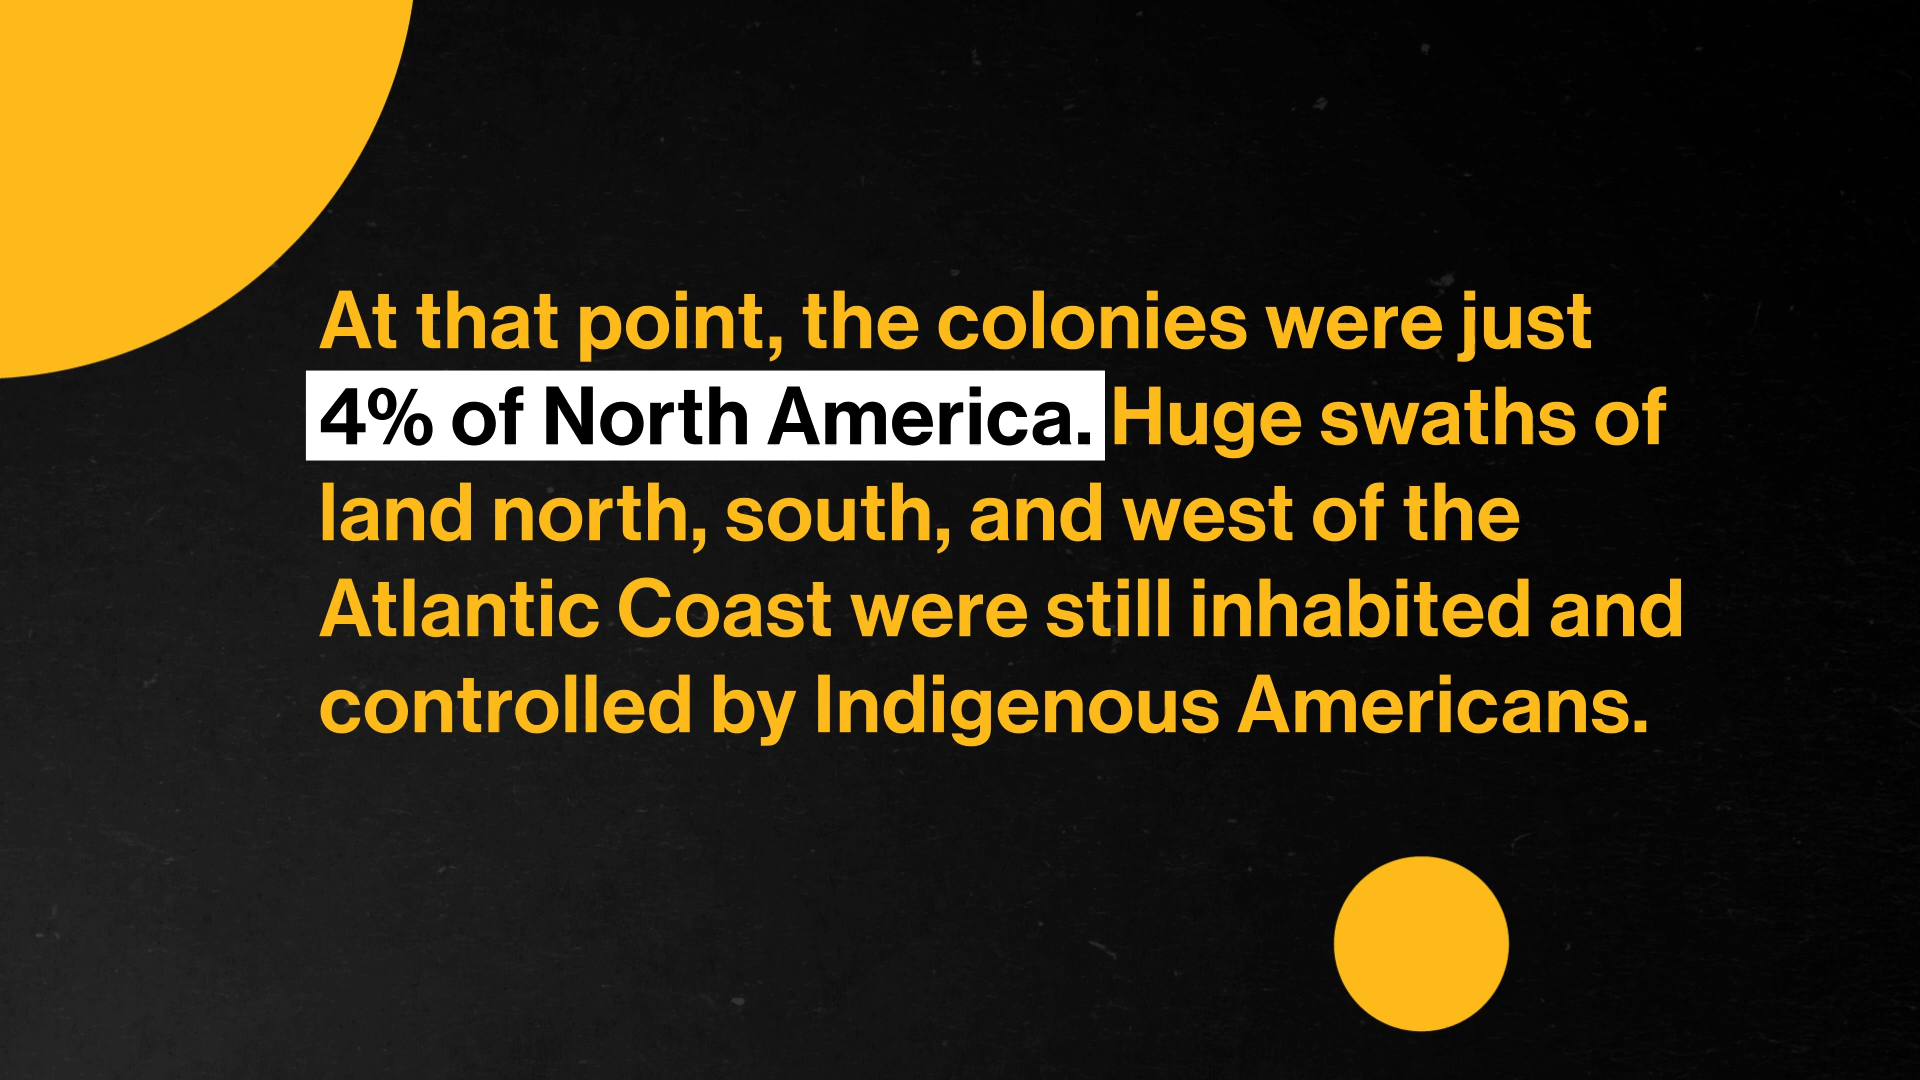 At that point, the colonies were just
4% of North America. Huge swaths of
land north, south, and west of the
Atlantic Coast were still inhabited and
controlled by Indigenous Americans.